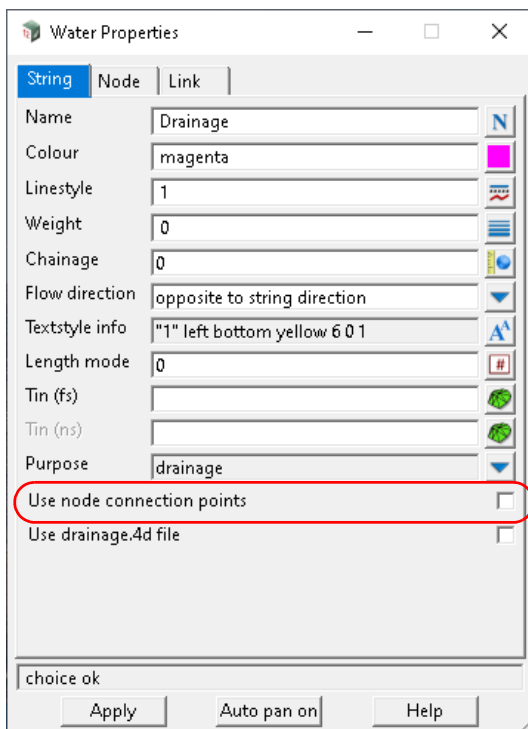 Water Properties
String Node Link
Name Drainage N
Colour magenta
Linestyle 1
Weight 0
Chainage 0
Flow direction opposite to string direction
Textstyle info "1" left bottom yellow 6 0 1 AA
Length mode 0 #
Tin (fs)
Tin (ns)
Purpose drainage
Use node connection points
Use drainage.4d file
choice ok
Apply Auto pan on Help